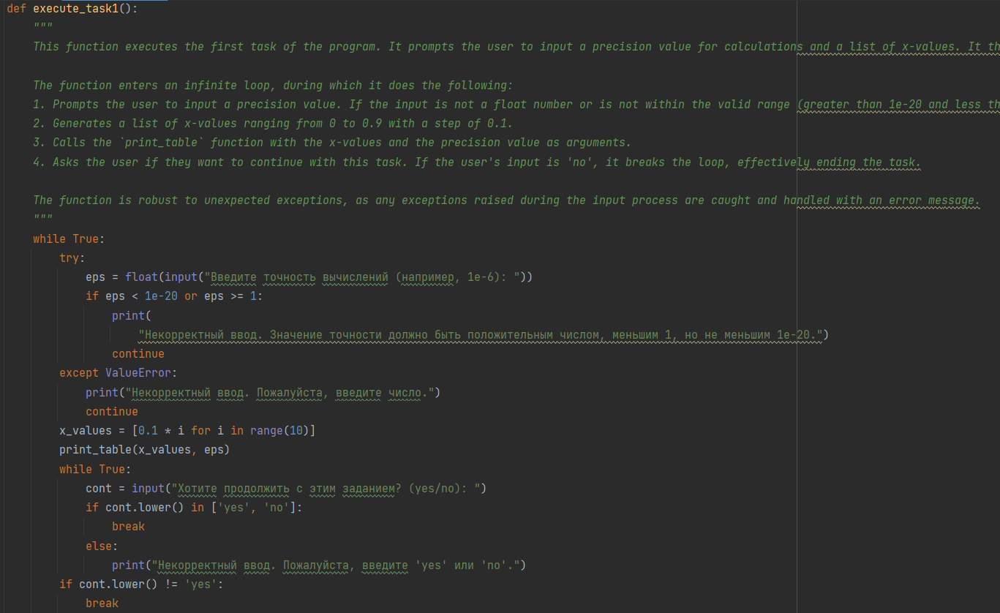 def execute_task1():
    """
    This function executes the first task of the program. It prompts the user to input a precision value for calculations and a list of x-values. It th

    The function enters an infinite loop, during which it does the following:
    1. Prompts the user to input a precision value. If the input is not a float number or is not within the valid range (greater than 1e-20 and less th
    2. Generates a list of x-values ranging from 0 to 0.9 with a step of 0.1.
    3. Calls the `print_table` function with the x-values and the precision value as arguments.
    4. Asks the user if they want to continue with this task. If the user's input is 'no', it breaks the loop, effectively ending the task.

    The function is robust to unexpected exceptions, as any exceptions raised during the input process are caught and handled with an error message.
    """
    while True:
        try:
            eps = float(input("Введите точность вычислений (например, 1e-6): "))
            if eps < 1e-20 or eps >= 1:
                print(
                    "Некорректный ввод. Значение точности должно быть положительным числом, меньшим 1, но не меньшим 1e-20.")
                continue
        except ValueError:
            print("Некорректный ввод. Пожалуйста, введите число.")
            continue
        x_values = [0.1 * i for i in range(10)]
        print_table(x_values, eps)
        while True:
            cont = input("Хотите продолжить с этим заданием? (yes/no): ")
            if cont.lower() in ['yes', 'no']:
                break
            else:
                print("Некорректный ввод. Пожалуйста, введите 'yes' или 'no'.")
        if cont.lower() != 'yes':
            break